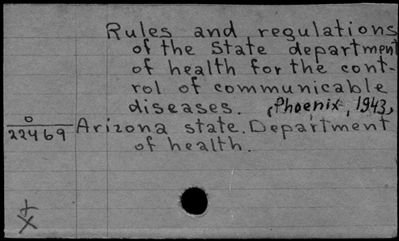 Rules and regulations
of the State department
of health for the cont-
rol of communicable
diseases. (Phoenix, 1943,
O
22469 Arizona state. Department
of health.
+
X